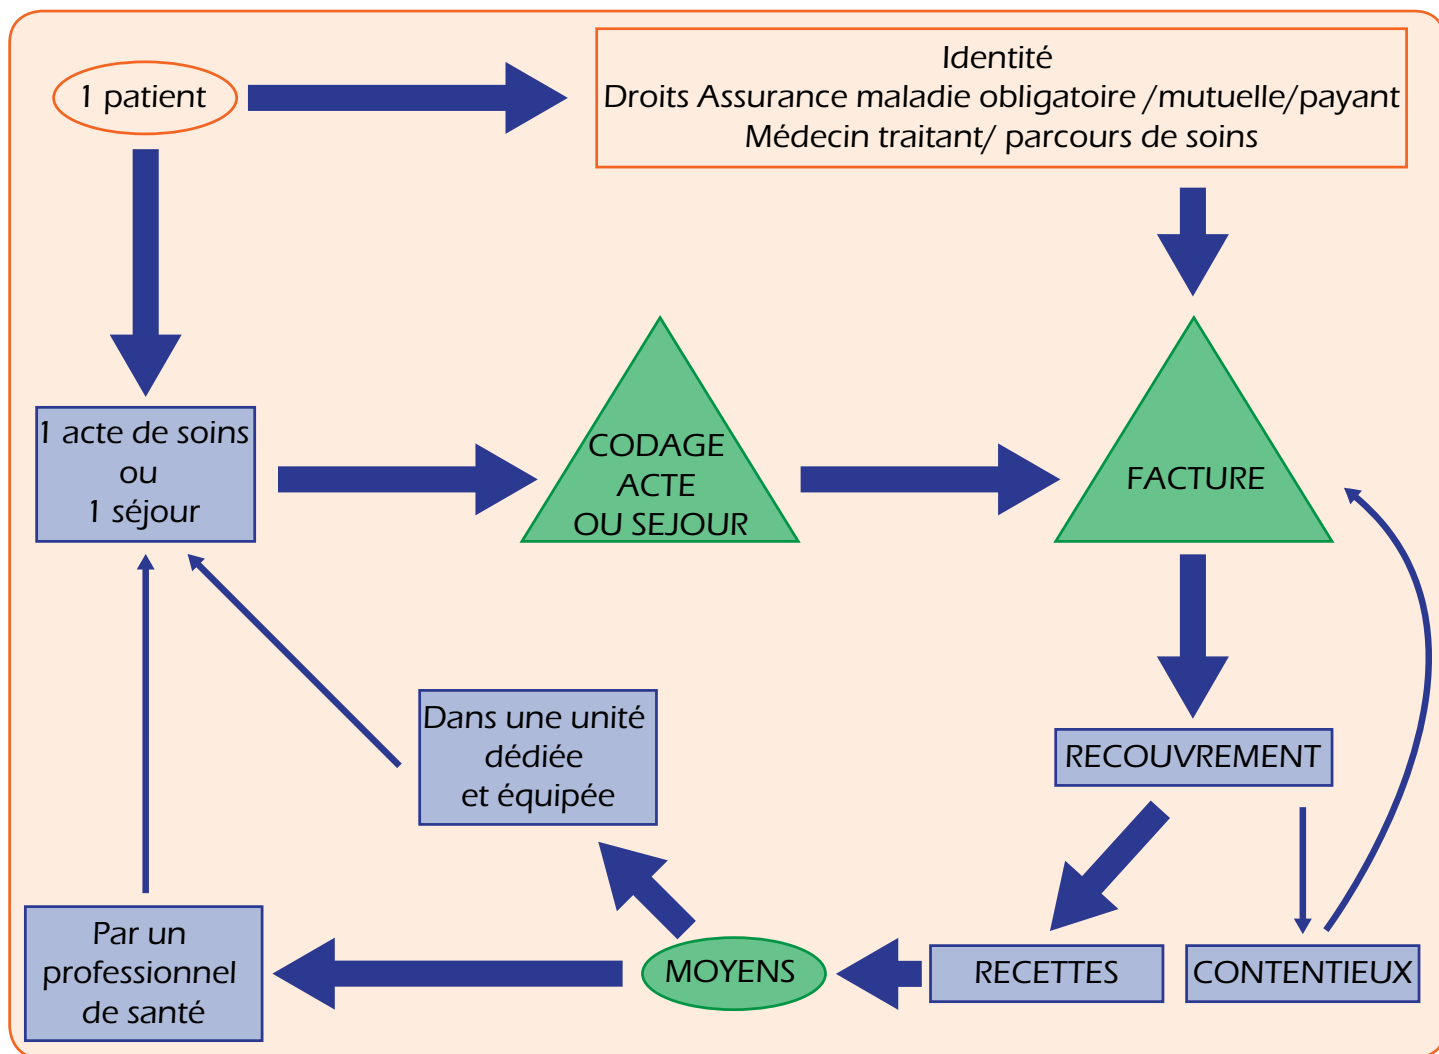 1 patient
Identité
Droits Assurance maladie obligatoire /mutuelle/payant
Médecin traitant/ parcours de soins
1 acte de soins
ou
1 séjour
CODAGE
ACTE
OU SEJOUR
FACTURE
Dans une unité
dédiée
et équipée
RECOUVREMENT
Par un
professionnel
de santé
MOYENS
RECETTES
CONTENTIEUX